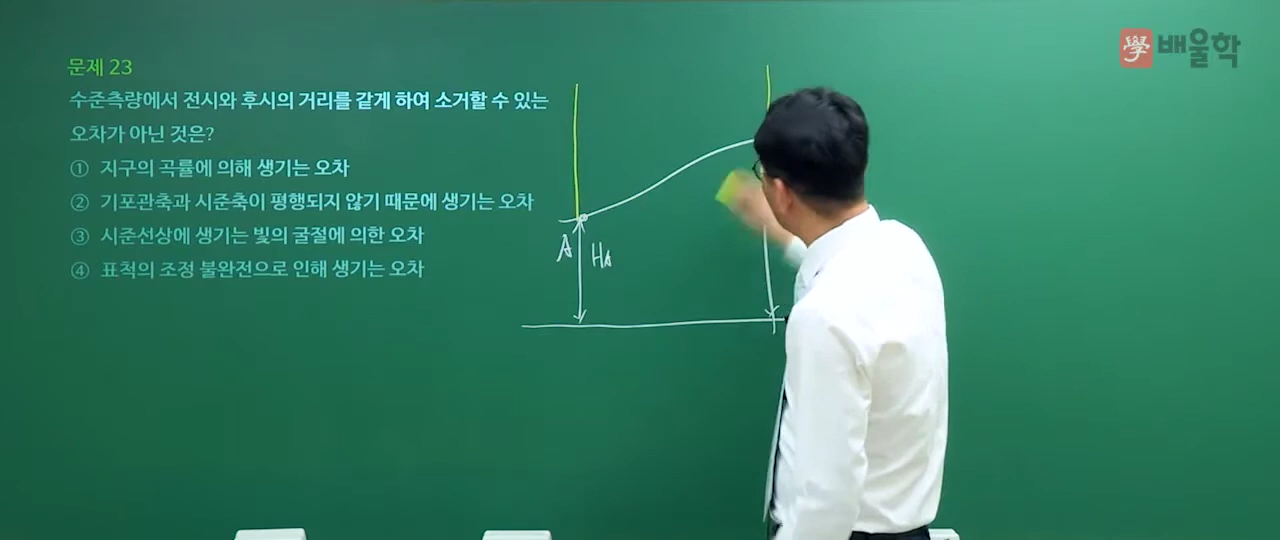 學 배울학
문제 23
수준측량에서 전시와 후시의 거리를 같게 하여 소거할 수 있는
오차가 아닌 것은?
① 지구의 곡률에 의해 생기는 오차
② 기포관축과 시준축이 평행되지 않기 때문에 생기는 오차
③ 시준선상에 생기는 빛의 굴절에 의한 오차
④ 표척의 조정 불완전으로 인해 생기는 오차
A HA